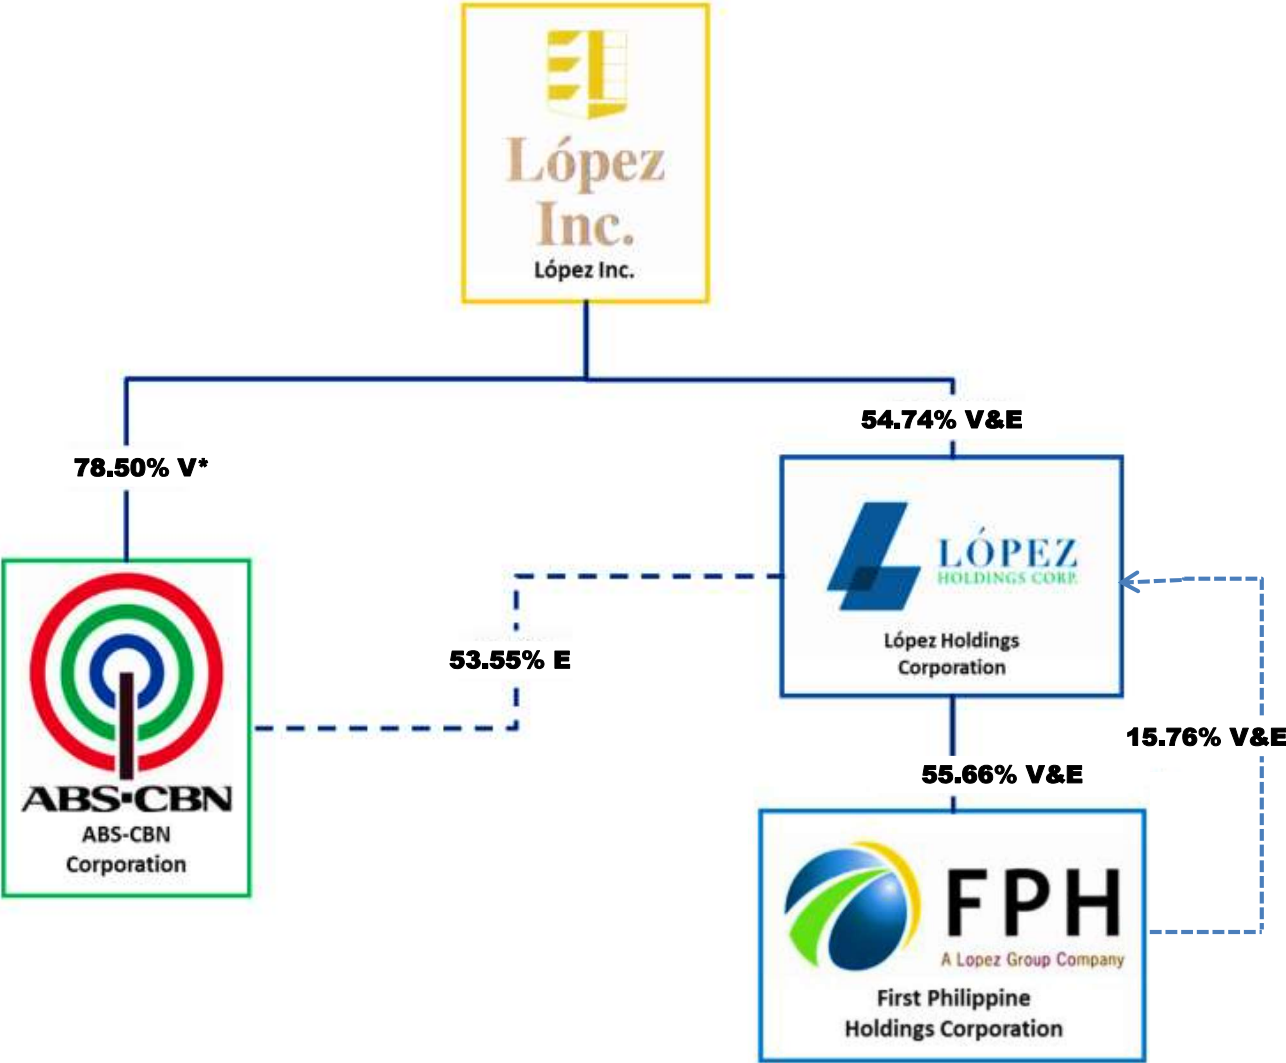 López
Inc.
López Inc.
54.74% V&E
78.50% V*
LÓPEZ
HOLDINGS CORP.
López Holdings
Corporation
53.55% E
15.76% V&E
55.66% V&E
ABS-CBN
ABS-CBN
Corporation
FPH
A Lopez Group Company
First Philippine
Holdings Corporation